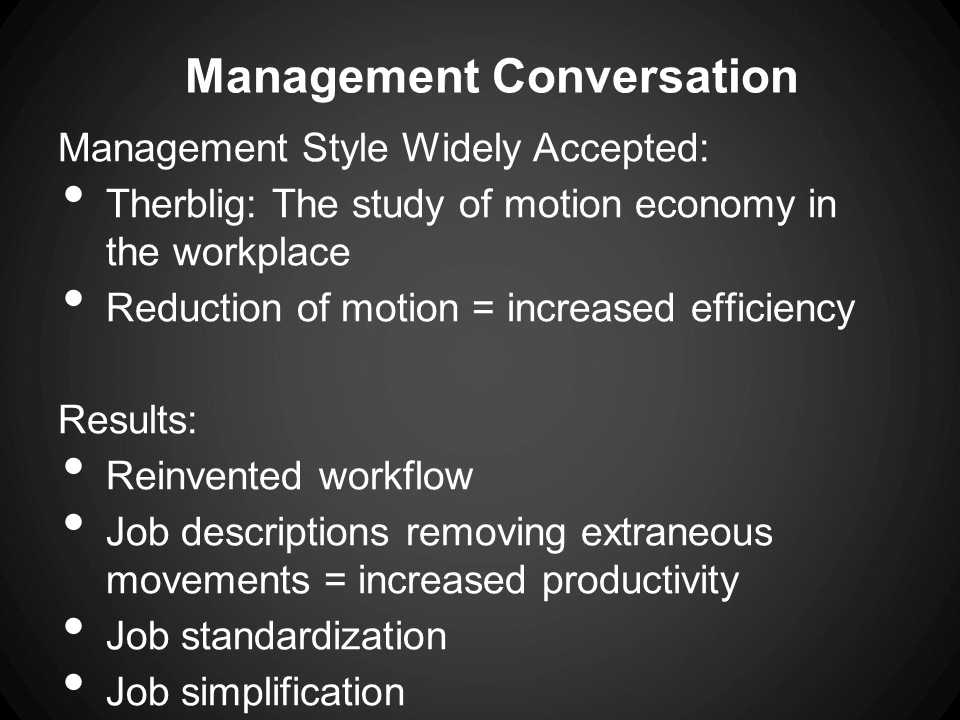 Management Conversation
Management Style Widely Accepted:
• Therblig: The study of motion economy in
the workplace
• Reduction of motion = increased efficiency
Results:
• Reinvented workflow
• Job descriptions removing extraneous
movements = increased productivity
• Job standardization
• Job simplification